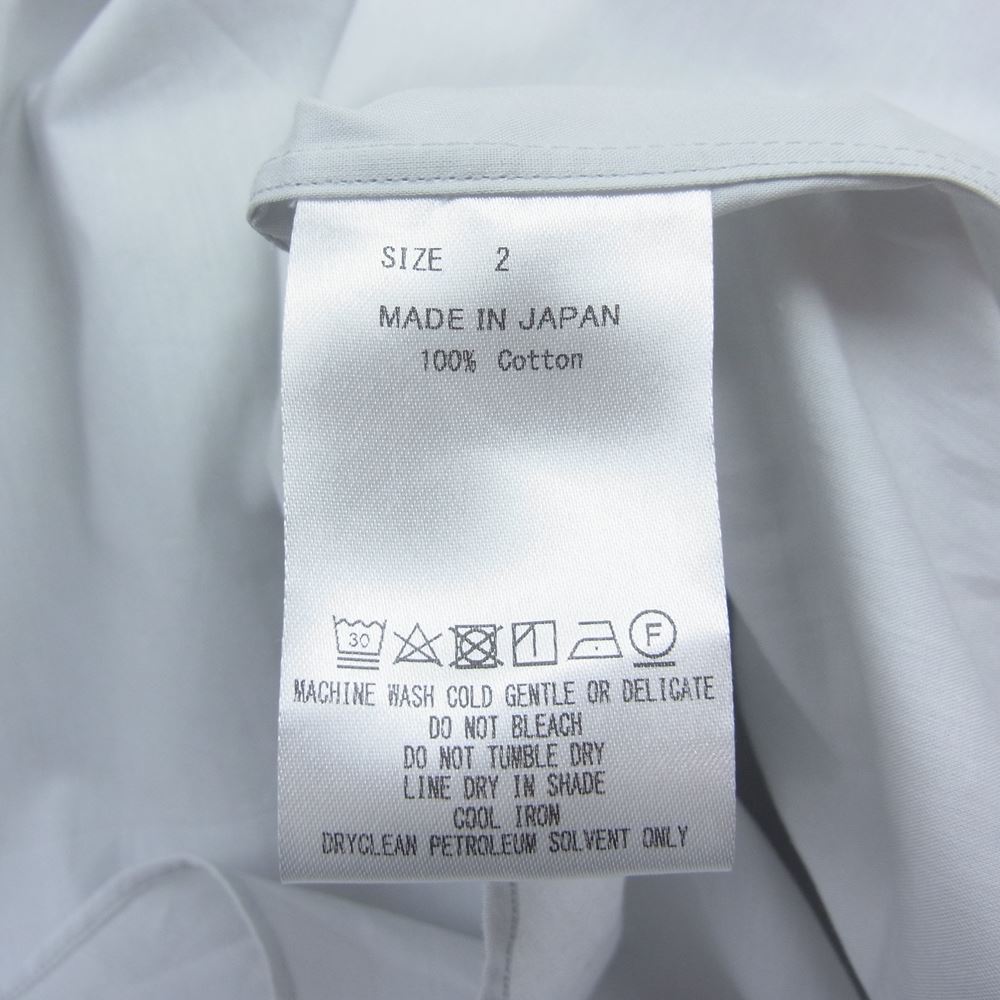 SIZE 2
MADE IN JAPAN
100% Cotton
30 F
MACHINE WASH COLD GENTLE OR DELICATE
DO NOT BLEACH
DO NOT TUMBLE DRY
LINE DRY IN SHADE
COOL IRON
DRYCLEAN PETROLEUM SOLVENT ONLY